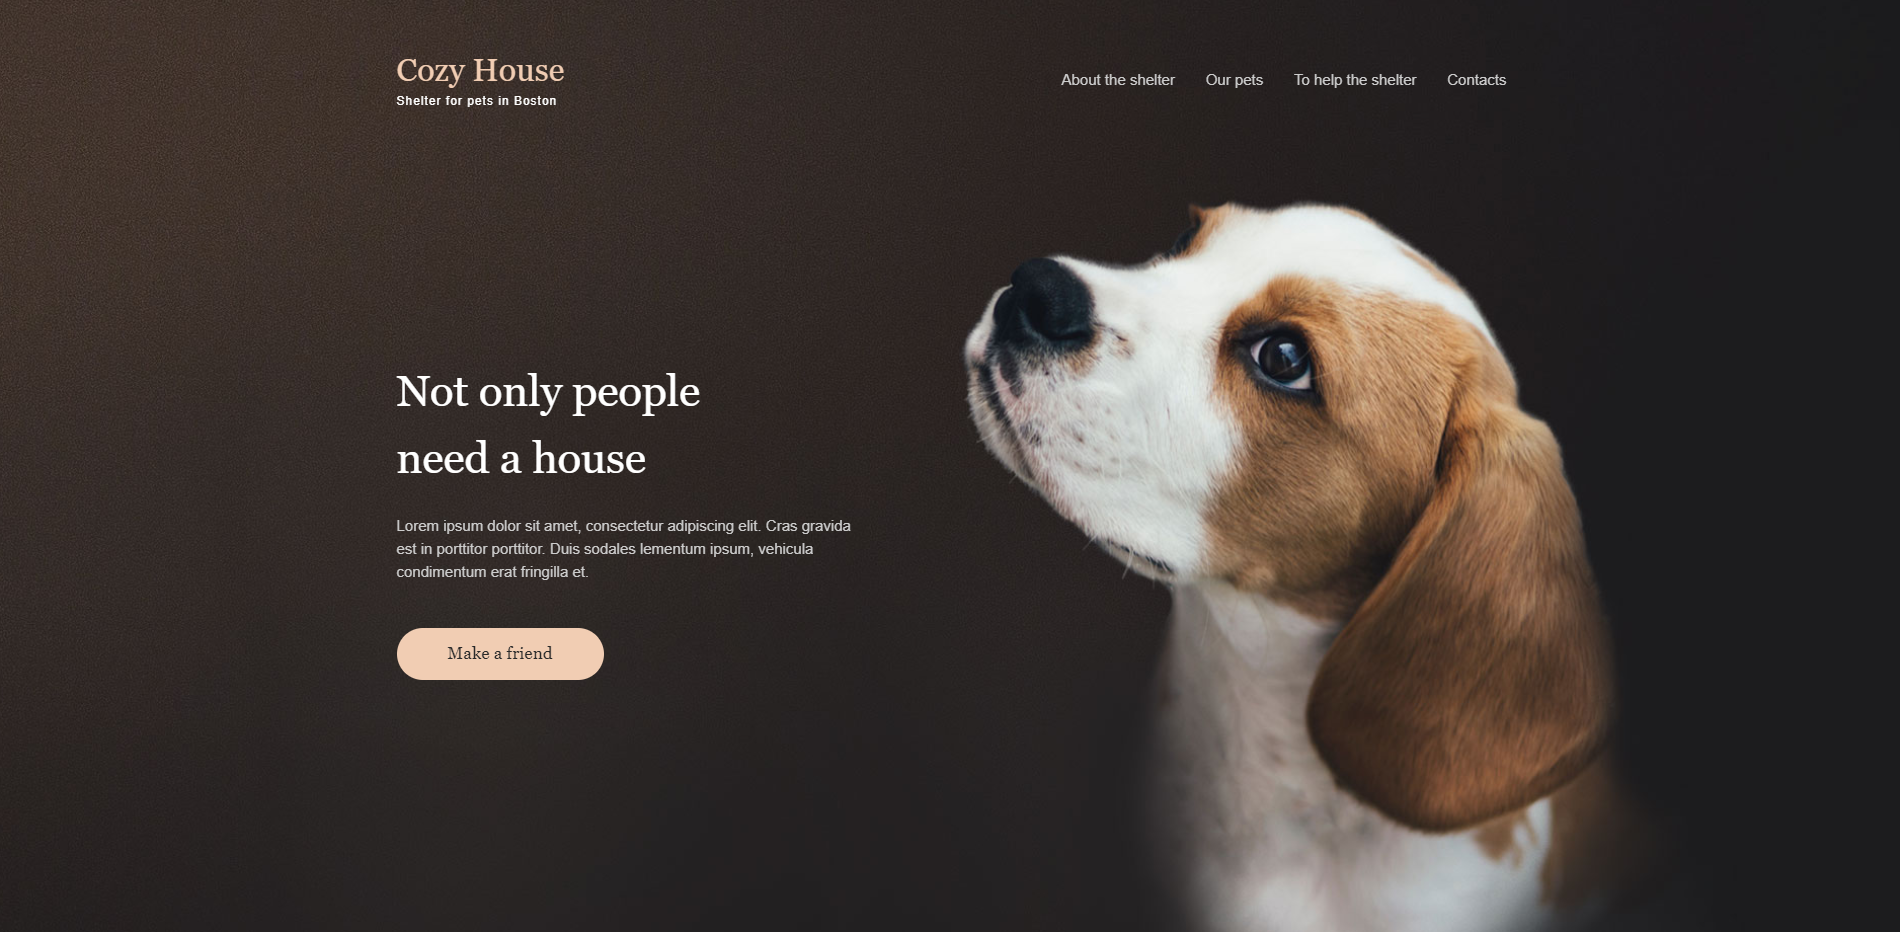 Cozy House
Shelter for pets in Boston
About the shelter
Our pets
To help the shelter
Contacts
Not only people
need a house
Lorem ipsum dolor sit amet, consectetur adipiscing elit. Cras gravida
est in porttitor porttitor. Duis sodales lementum ipsum, vehicula
condimentum erat fringilla et.
Make a friend